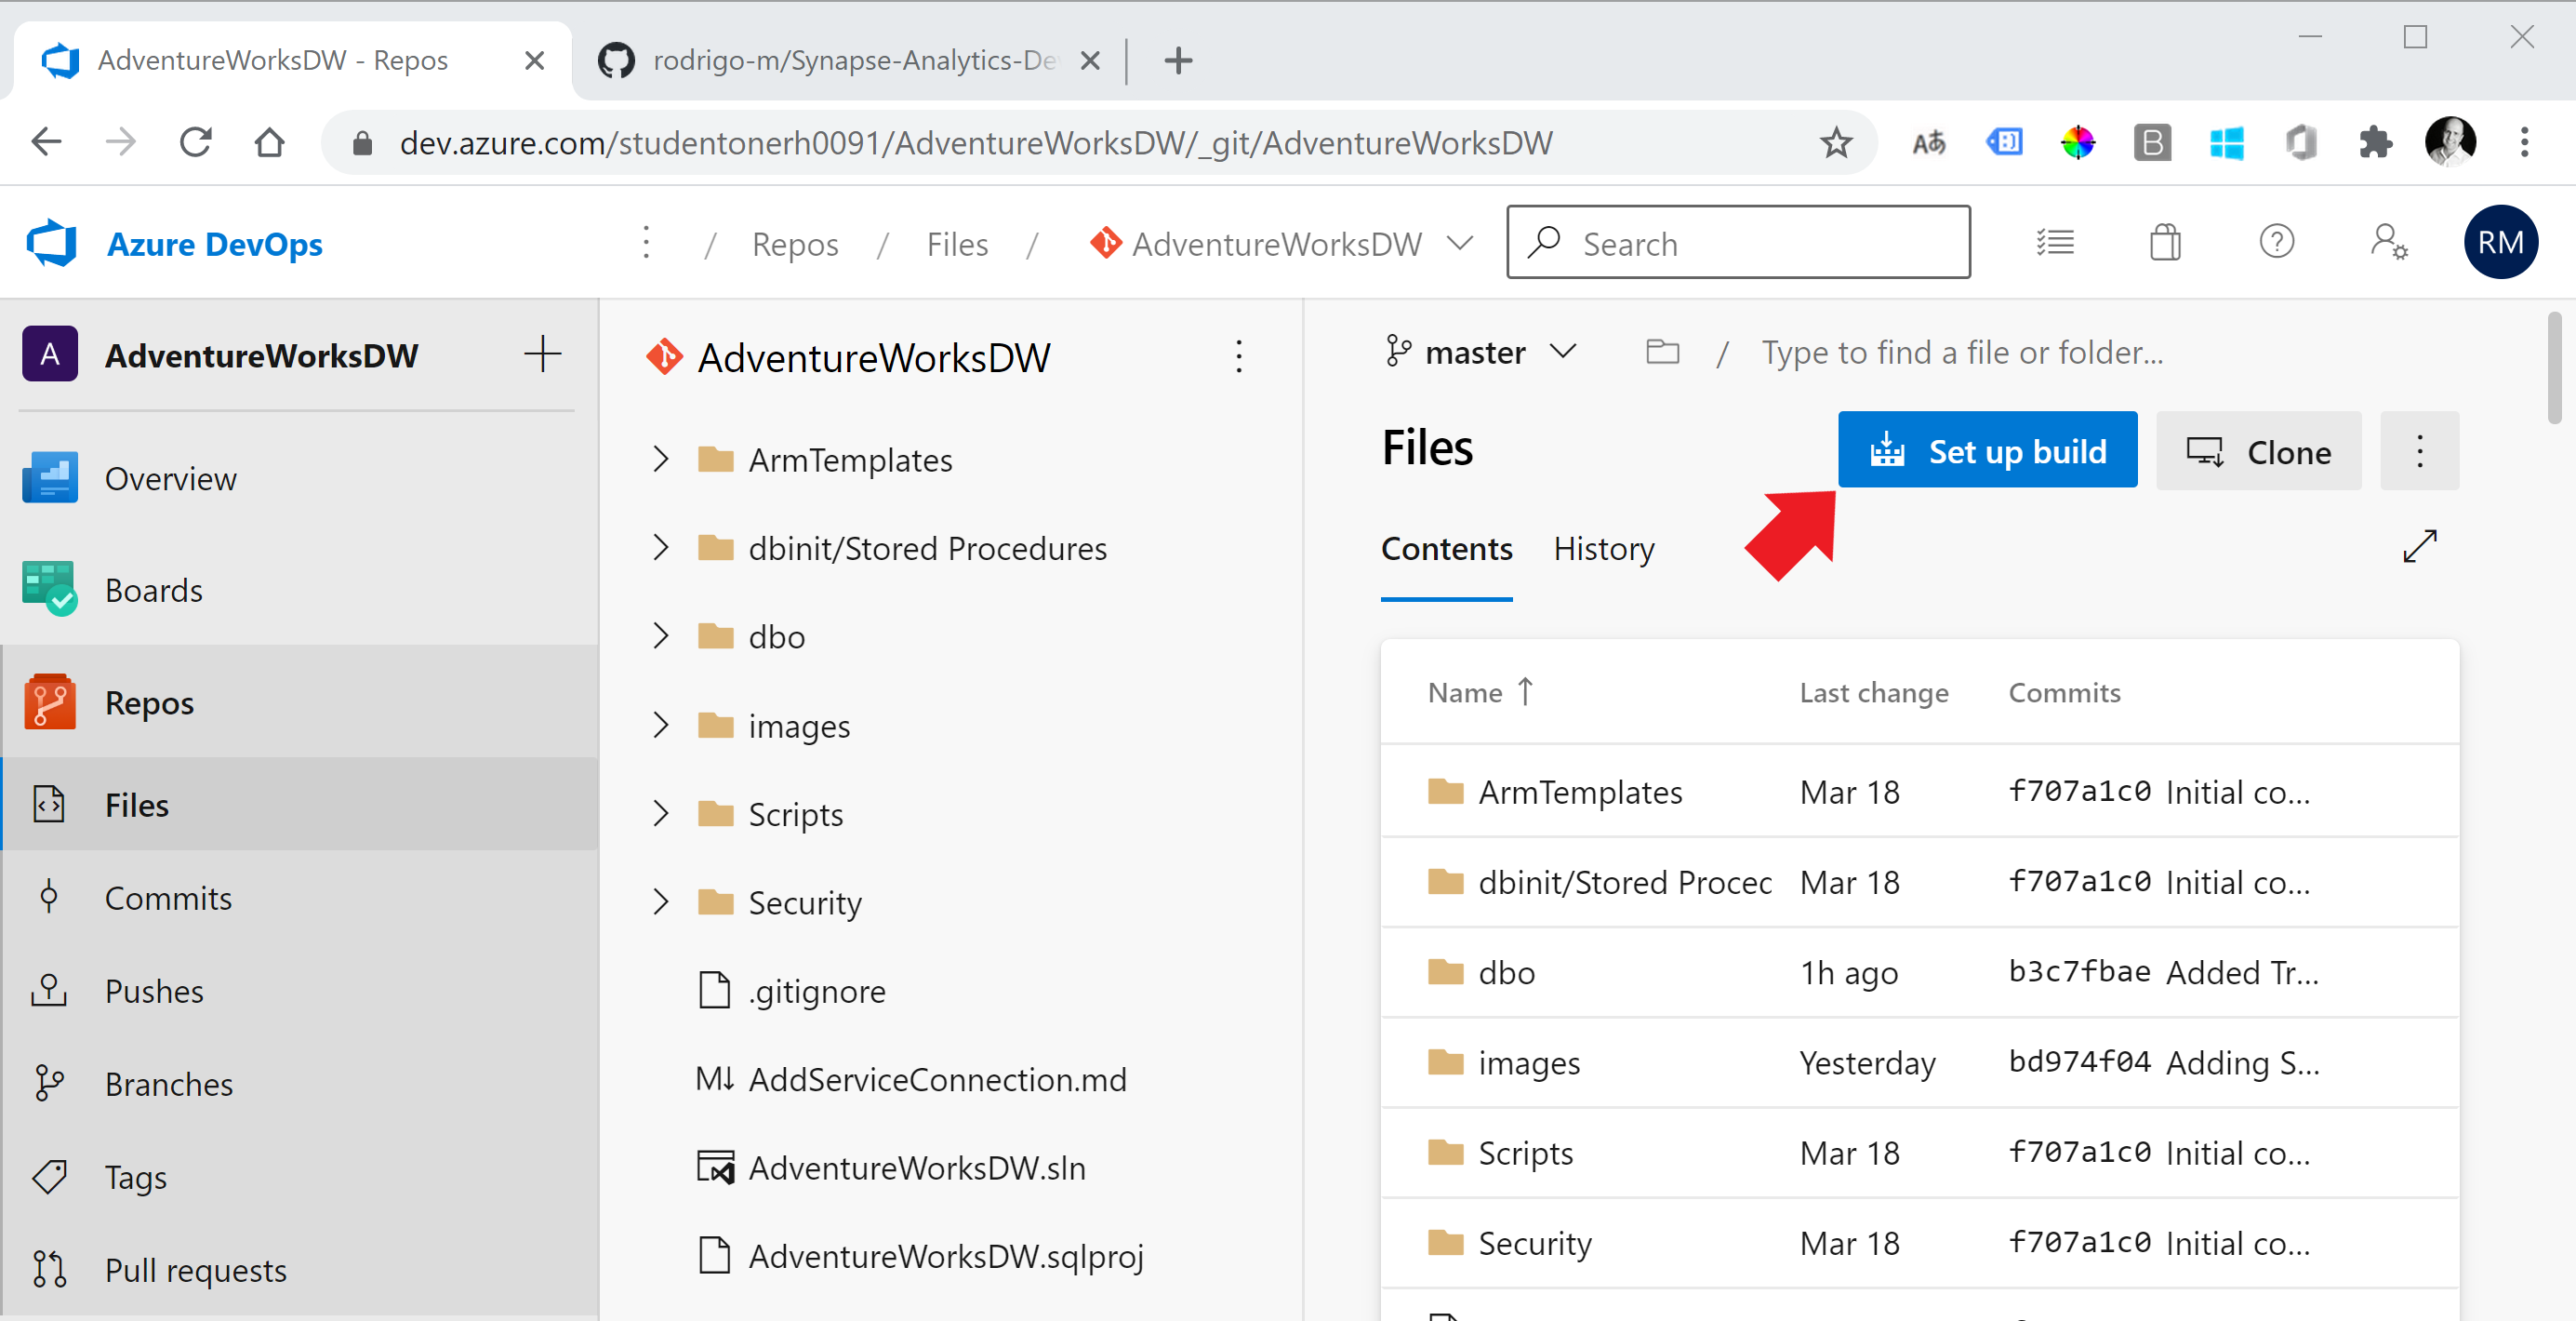 AdventureWorksDW - Repos
rodrigo-m/Synapse-Analytics-De
dev.azure.com/studentonerh0091/AdventureWorksDW/_git/AdventureWorksDW
Aあ
B
Azure DevOps
/ Repos / Files / AdventureWorksDW
Search
RM
A AdventureWorksDW
Overview
Boards
Repos
Files
Commits
Pushes
Branches
Tags
Pull requests
AdventureWorksDW
ArmTemplates
dbinit/Stored Procedures
dbo
images
Scripts
Security
.gitignore
M↓ AddServiceConnection.md
AdventureWorksDW.sln
AdventureWorksDW.sqlproj
master / Type to find a file or folder...
Files
Set up build
Clone
Contents History
Name ↑ Last change Commits
ArmTemplates Mar 18 f707a1c0 Initial co...
dbinit/Stored Procec Mar 18 f707a1c0 Initial co...
dbo 1h ago b3c7fbae Added Tr...
images Yesterday bd974f04 Adding S...
Scripts Mar 18 f707a1c0 Initial co...
Security Mar 18 f707a1c0 Initial co...